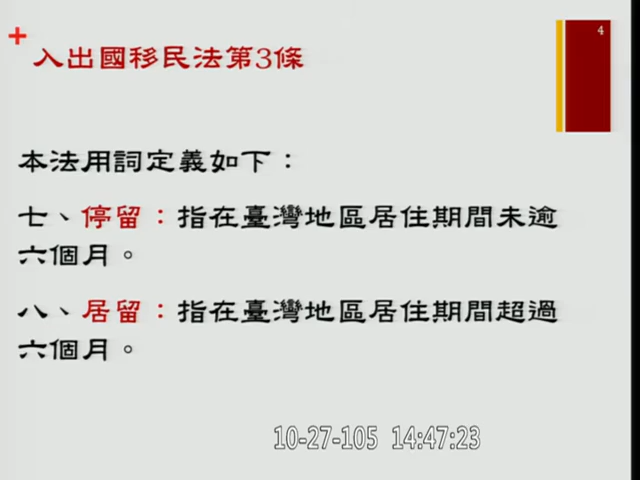 4
入出國移民法第3條
本法用詞定義如下：
七、停留：指在臺灣地區居住期間未逾
六個月。
八、居留：指在臺灣地區居住期間超過
六個月。
10-27-105 14:47:23